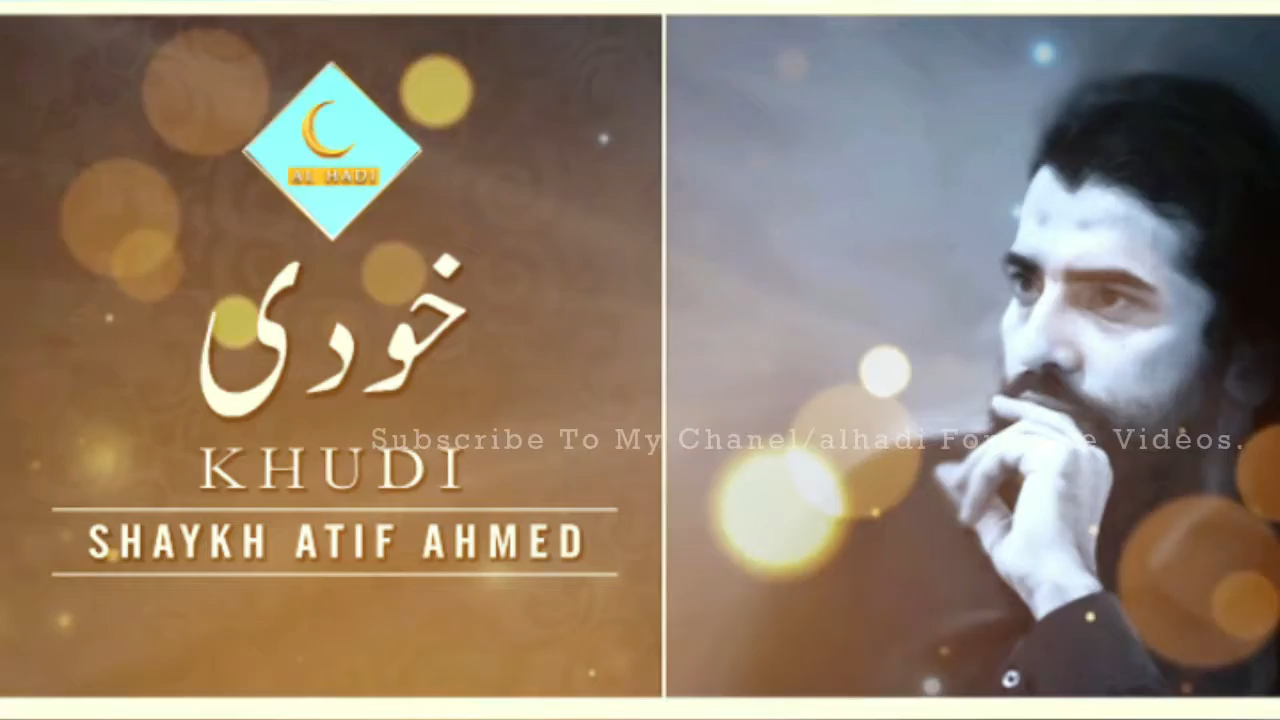 AL HADI
خودی
KHUDI
SHAYKH ATIF AHMED
Subscribe To My Chanel/alhadi For e Videos.